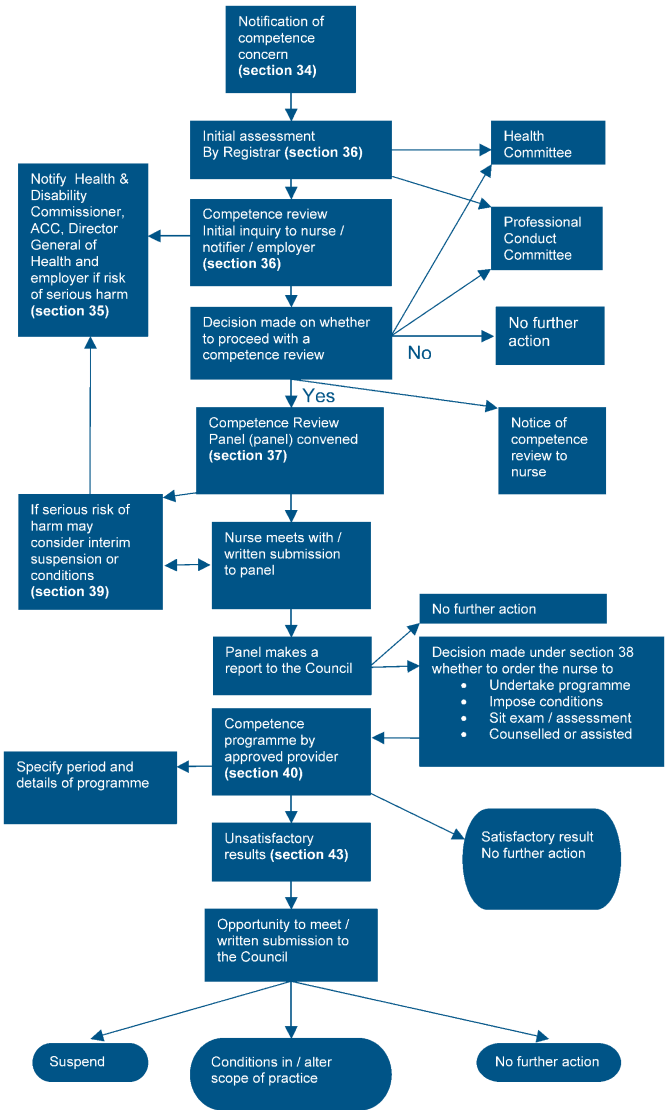 Notification of
competence
concern
(section 34)
Initial assessment
By Registrar (section 36)
Health
Committee
Notify Health &
Disability
Commissioner,
ACC, Director
General of
Health and
employer if risk
of serious harm
(section 35)
Competence review
Initial inquiry to nurse /
notifier / employer
(section 36)
Professional
Conduct
Committee
Decision made on whether
to proceed with a
competence review
No further
action
No
Yes
Competence Review
Panel (panel) convened
(section 37)
Notice of
competence
review to
nurse
If serious risk of
harm may
consider interim
suspension or
conditions
(section 39)
Nurse meets with /
written submission
to panel
No further action
Panel makes a
report to the Council
Decision made under section 38
whether to order the nurse to
• Undertake programme
• Impose conditions
• Sit exam / assessment
• Counselled or assisted
Competence
programme by
approved provider
(section 40)
Specify period and
details of programme
Unsatisfactory
results (section 43)
Satisfactory result
No further action
Opportunity to meet /
written submission to
the Council
Suspend
Conditions in / alter
scope of practice
No further action